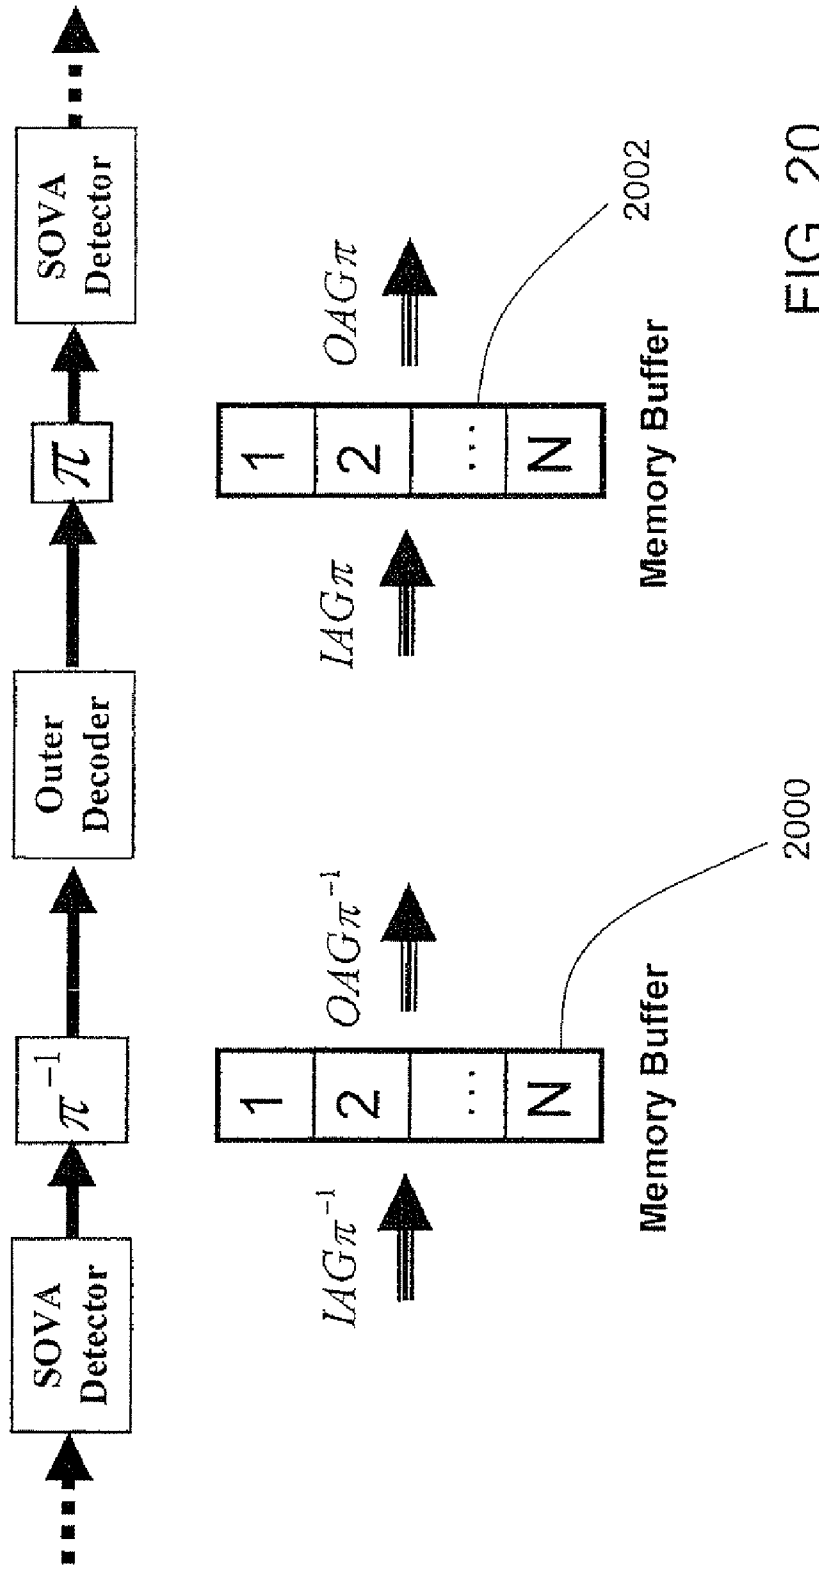 SOVA
Detector
π⁻¹
Outer
Decoder
π
SOVA
Detector
IAGπ⁻¹
1
2
...
N
OAGπ⁻¹
Memory Buffer
2000
IAGπ
1
2
...
N
OAGπ
Memory Buffer
2002
FIG. 20